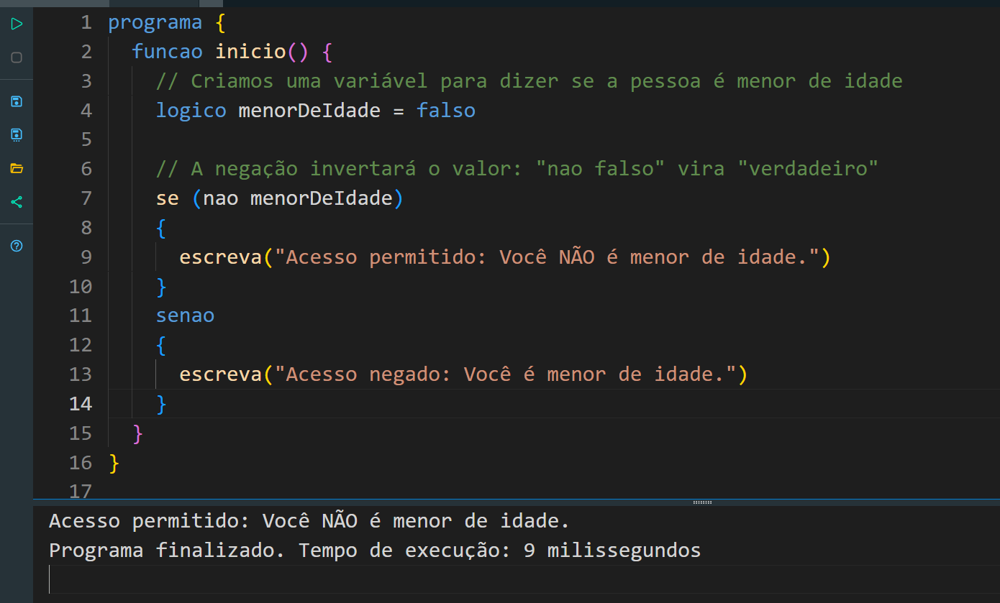 1 programa {
2 funcao inicio() {
3 // Criamos uma variável para dizer se a pessoa é menor de idade
4 logico menorDeIdade = falso
5
6 // A negação invertará o valor: "nao falso" vira "verdadeiro"
7 se (nao menorDeIdade)
8 {
9 escreva("Acesso permitido: Você NÃO é menor de idade.")
10 }
11 senao
12 {
13 escreva("Acesso negado: Você é menor de idade.")
14 }
15 }
16 }
17
Acesso permitido: Você NÃO é menor de idade.
Programa finalizado. Tempo de execução: 9 milissegundos